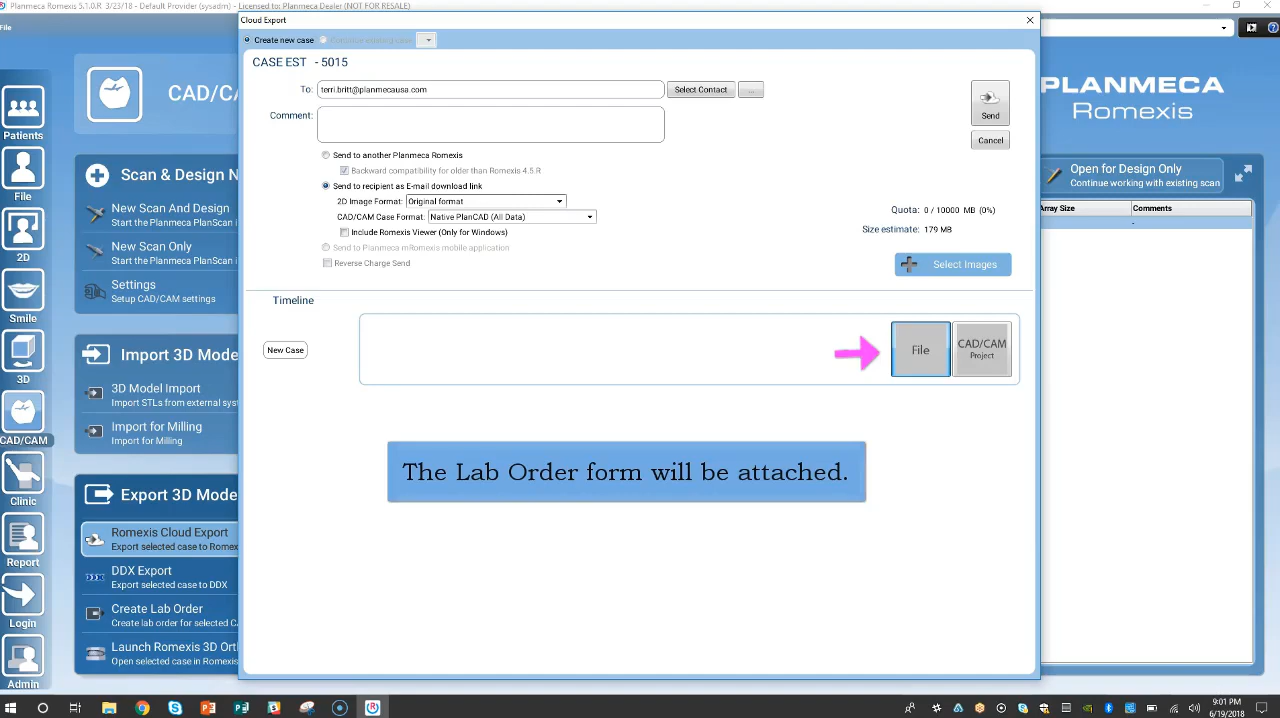 Planmeca Romexis 5.1.0.R 3/23/18 - Default Provider (sysadm) - Licensed to: Planmeca Dealer (NOT FOR RESALE)
File
Cloud Export
Create new case
CASE EST - 5015
To:
terri.britt@planmecausa.com
Select Contact
...
Comment:
Send
Cancel
Send to another Planmeca Romexis
Backward compatibility for older than Romexis 4.5.R
Send to recipient as E-mail download link
2D Image Format:
Original format
CAD/CAM Case Format:
Native PlanCAD (All Data)
Include Romexis Viewer (Only for Windows)
Send to Planmeca mRomexis mobile application
Reverse Charge Send
Quota: 0 / 10000 MB (0%)
Size estimate: 179 MB
Select Images
Timeline
New Case
File
CAD/CAM
Project
The Lab Order form will be attached.
Patients
File
2D
Smile
3D
CAD/CAM
Clinic
Report
Login
Admin
CAD/CA
Scan & Design N
New Scan And Design
Start the Planmeca PlanScan i
New Scan Only
Start the Planmeca PlanScan i
Settings
Setup CAD/CAM settings
Import 3D Mode
3D Model Import
Import STLs from external sys
Import for Milling
Import for Milling
Export 3D Mode
Romexis Cloud Export
Export selected case to Romex
DDX Export
Export selected case to DDX
Create Lab Order
Create lab order for selected C
Launch Romexis 3D Ort
Open selected case in Romexis
PLANMECA
Romexis
Open for Design Only
Continue working with existing scan
Array Size
Comments
-
9:01 PM
6/19/2018